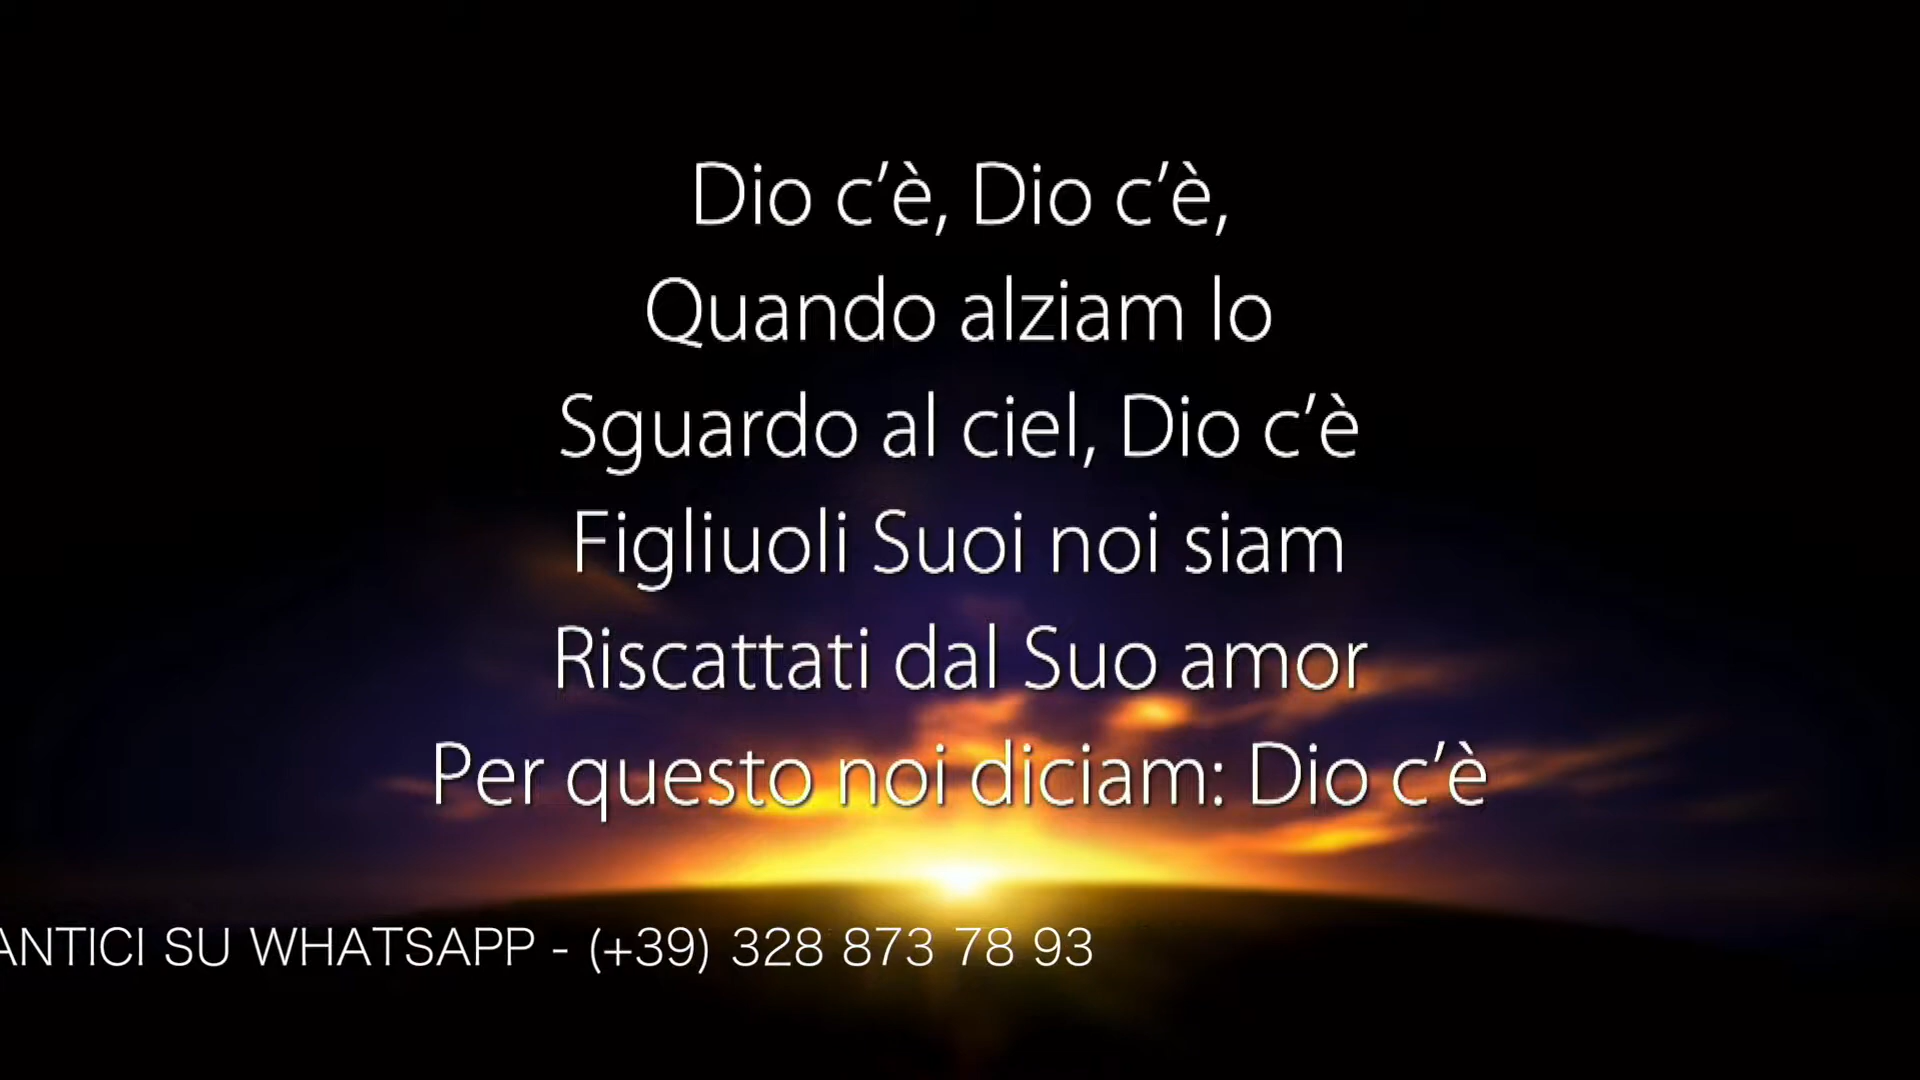 Dio c’è, Dio c’è,
Quando alziam lo
Sguardo al ciel, Dio c’è
Figliuoli Suoi noi siam
Riscattati dal Suo amor
Per questo noi diciam: Dio c’è
ANTICI SU WHATSAPP - (+39) 328 873 78 93